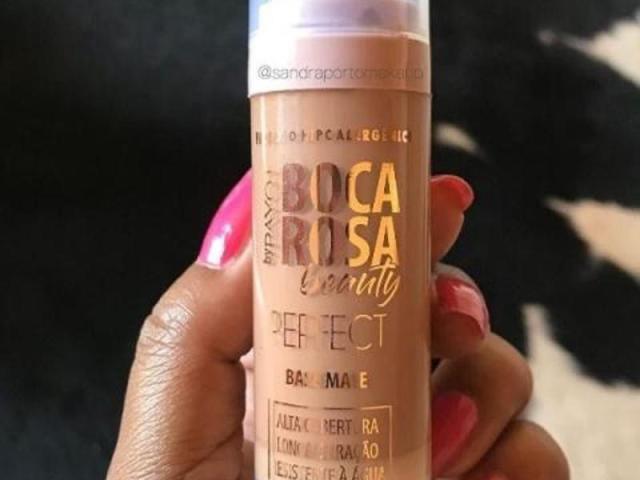 @sandraportomakeup
HIPOALERGÊNICO
by PAYOT
BOCA
ROSA
beauty
PERFECT
BASE MATE
ALTA COBERTURA
LONGA DURAÇÃO
RESISTENTE À ÁGUA